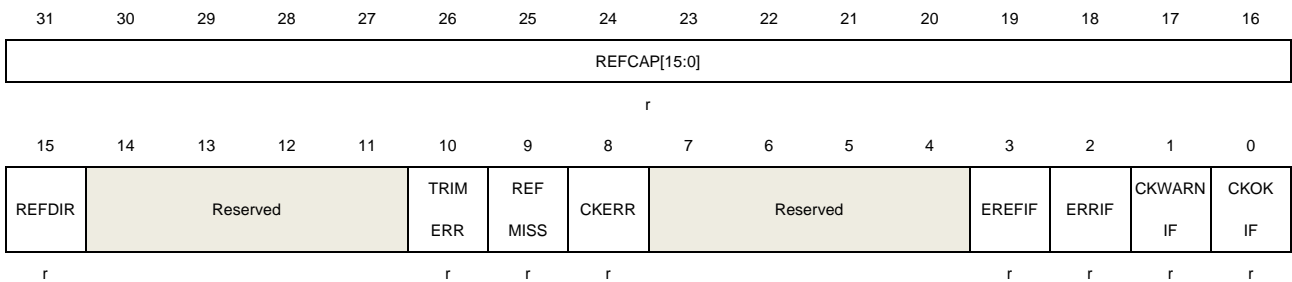 31 30 29 28 27 26 25 24 23 22 21 20 19 18 17 16
REFCAP[15:0]
r
15 14 13 12 11 10 9 8 7 6 5 4 3 2 1 0
REFDIR Reserved TRIM ERR REF MISS CKERR Reserved EREFIF ERRIF CKWARN IF CKOK IF
r r r r r r r r